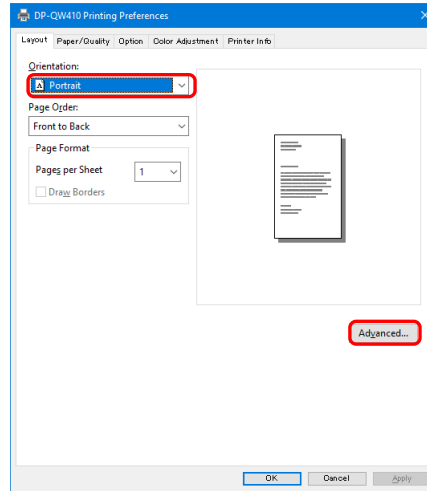 DP-QW410 Printing Preferences
Layout Paper/Quality Option Color Adjustment Printer Info
Orientation:
A Portrait
Page Order:
Front to Back
Page Format
Pages per Sheet 1
Draw Borders
Advanced...
OK Cancel Apply